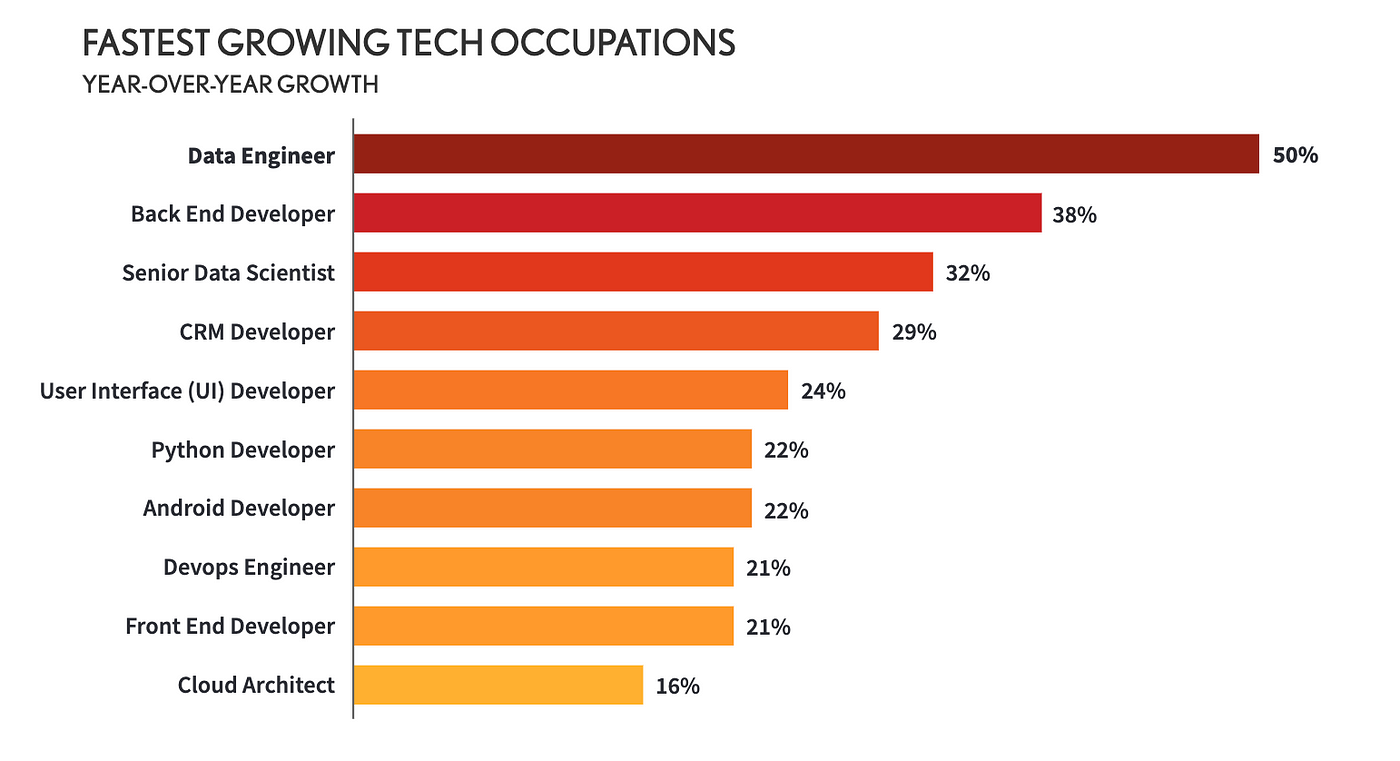 FASTEST GROWING TECH OCCUPATIONS
YEAR-OVER-YEAR GROWTH
Data Engineer 50%
Back End Developer 38%
Senior Data Scientist 32%
CRM Developer 29%
User Interface (UI) Developer 24%
Python Developer 22%
Android Developer 22%
Devops Engineer 21%
Front End Developer 21%
Cloud Architect 16%